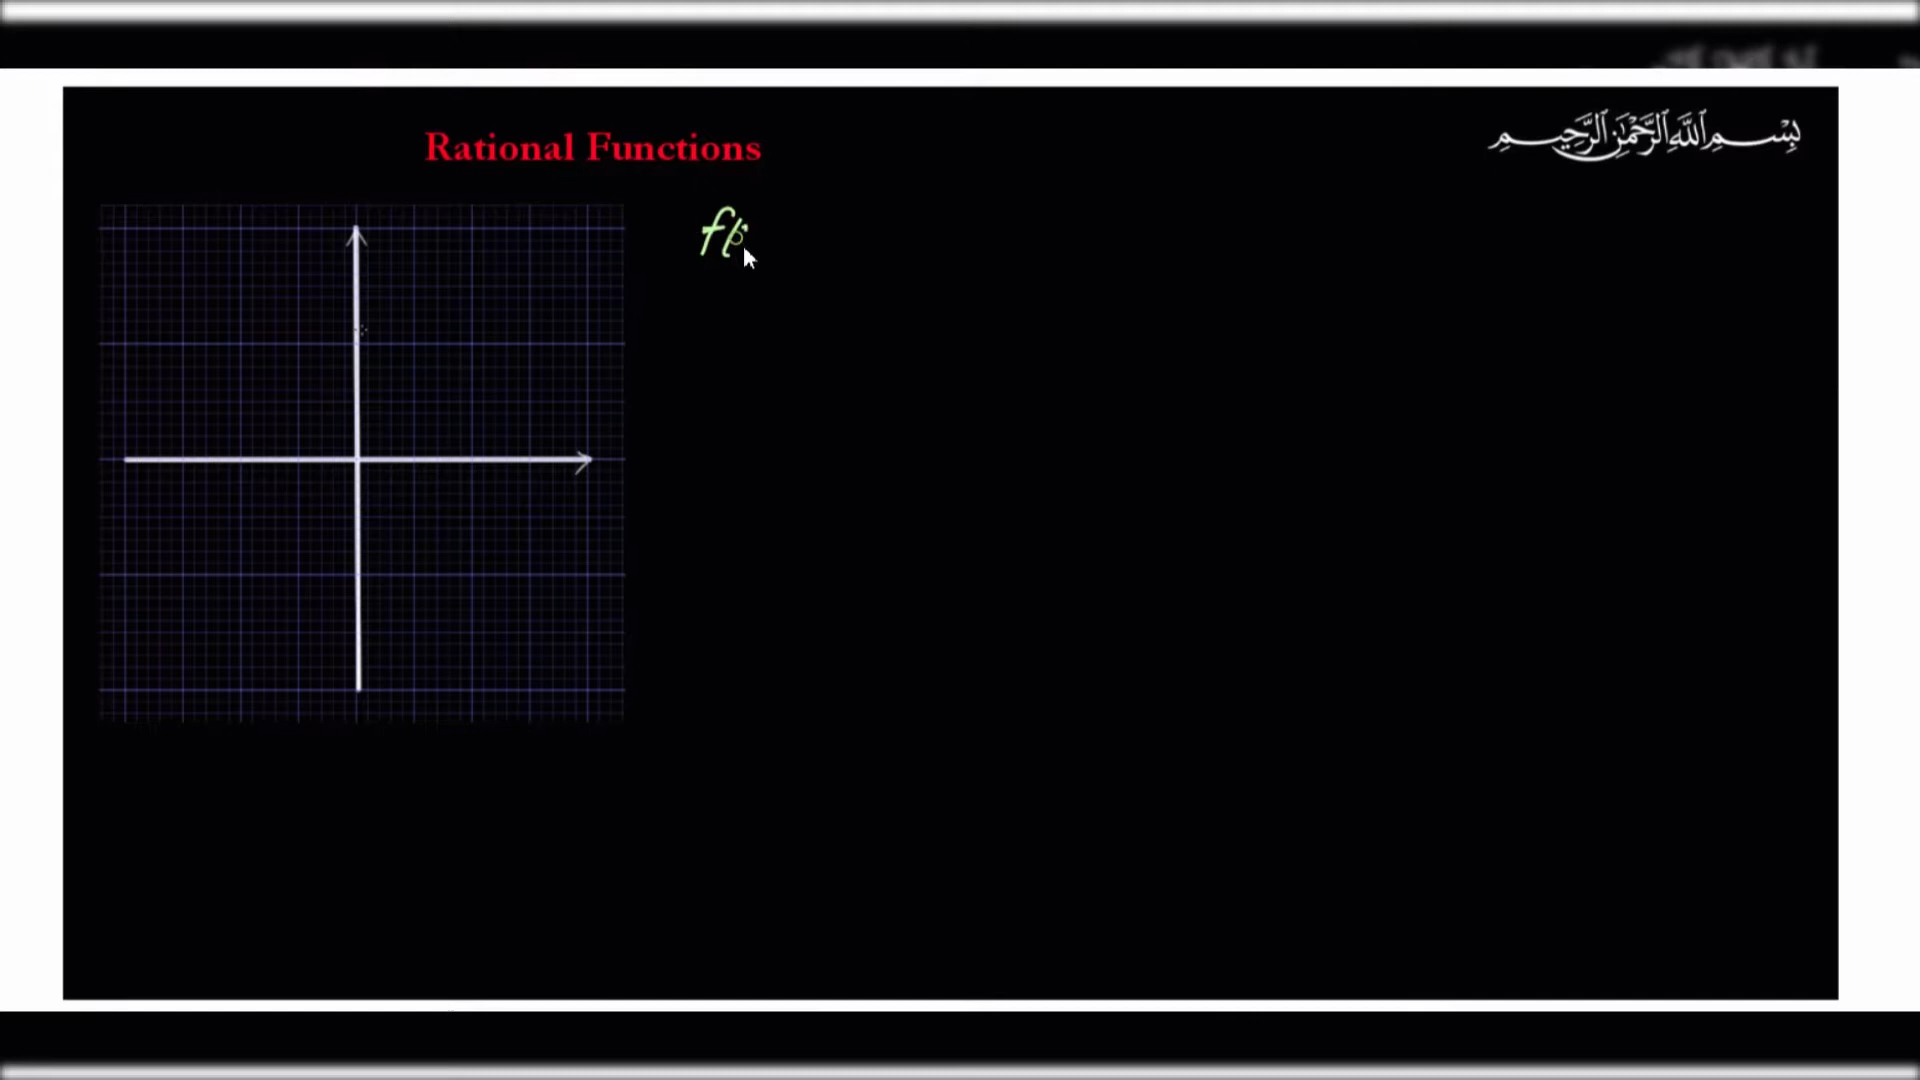 Rational Functions
بِسْمِ اللَّهِ الرَّحْمَٰنِ الرَّحِيمِ
f(